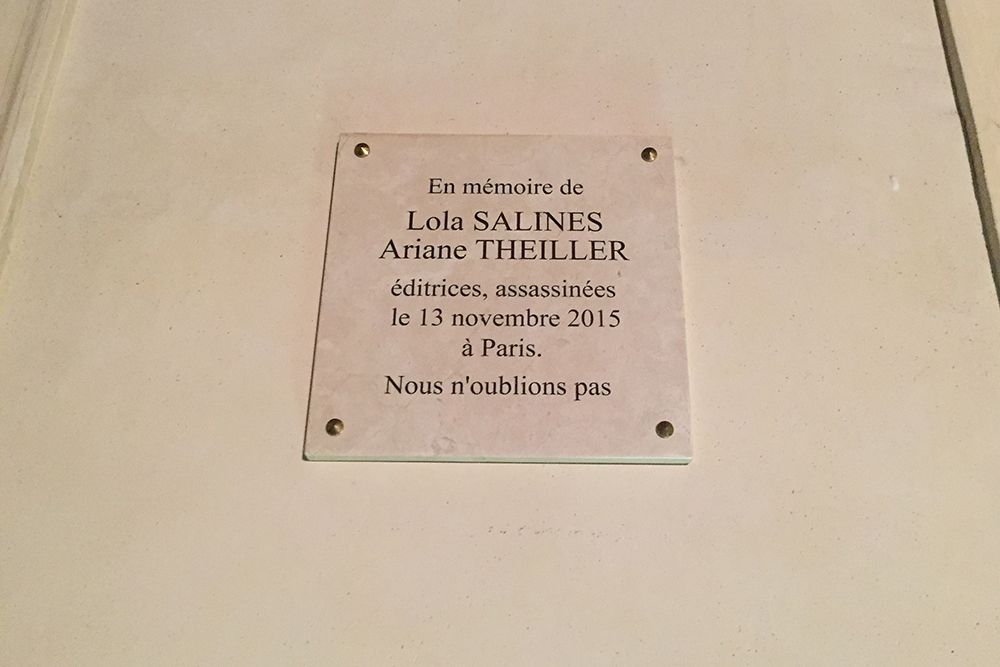 En mémoire de
Lola SALINES
Ariane THEILLER
éditrices, assassinées
le 13 novembre 2015
à Paris.
Nous n'oublions pas